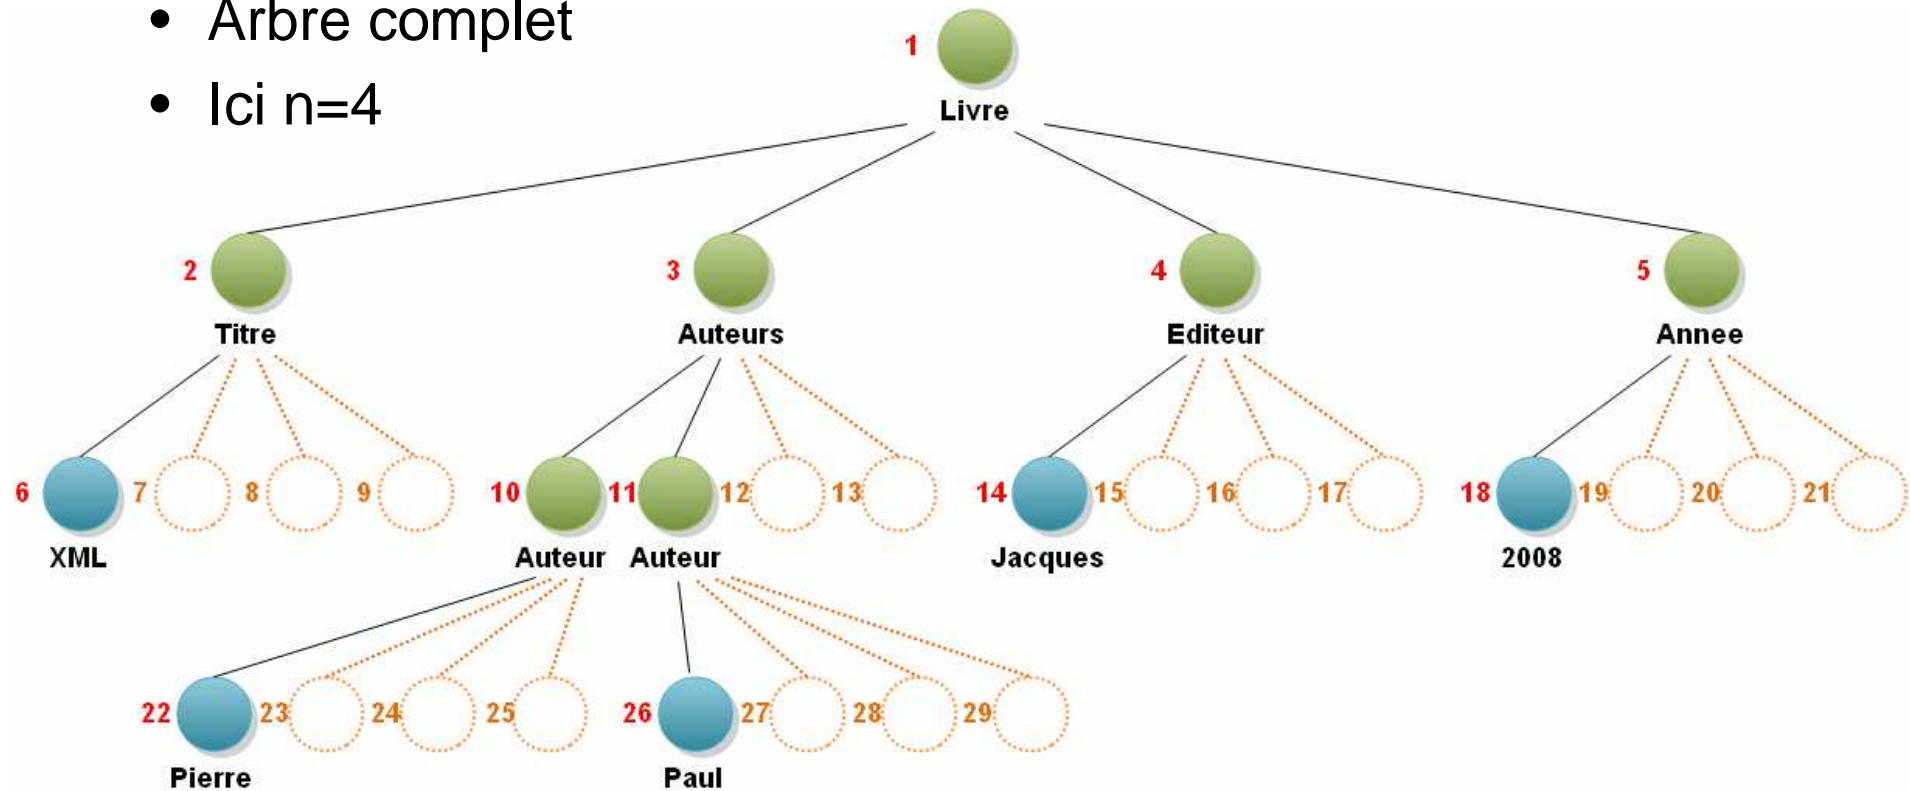 • Arbre complet
• Ici n=4
1
Livre
2 3 4 5
Titre Auteurs Editeur Annee
6 7 8 9 10 11 12 13 14 15 16 17 18 19 20 21
XML Auteur Auteur Jacques 2008
22 23 24 25 26 27 28 29
Pierre Paul